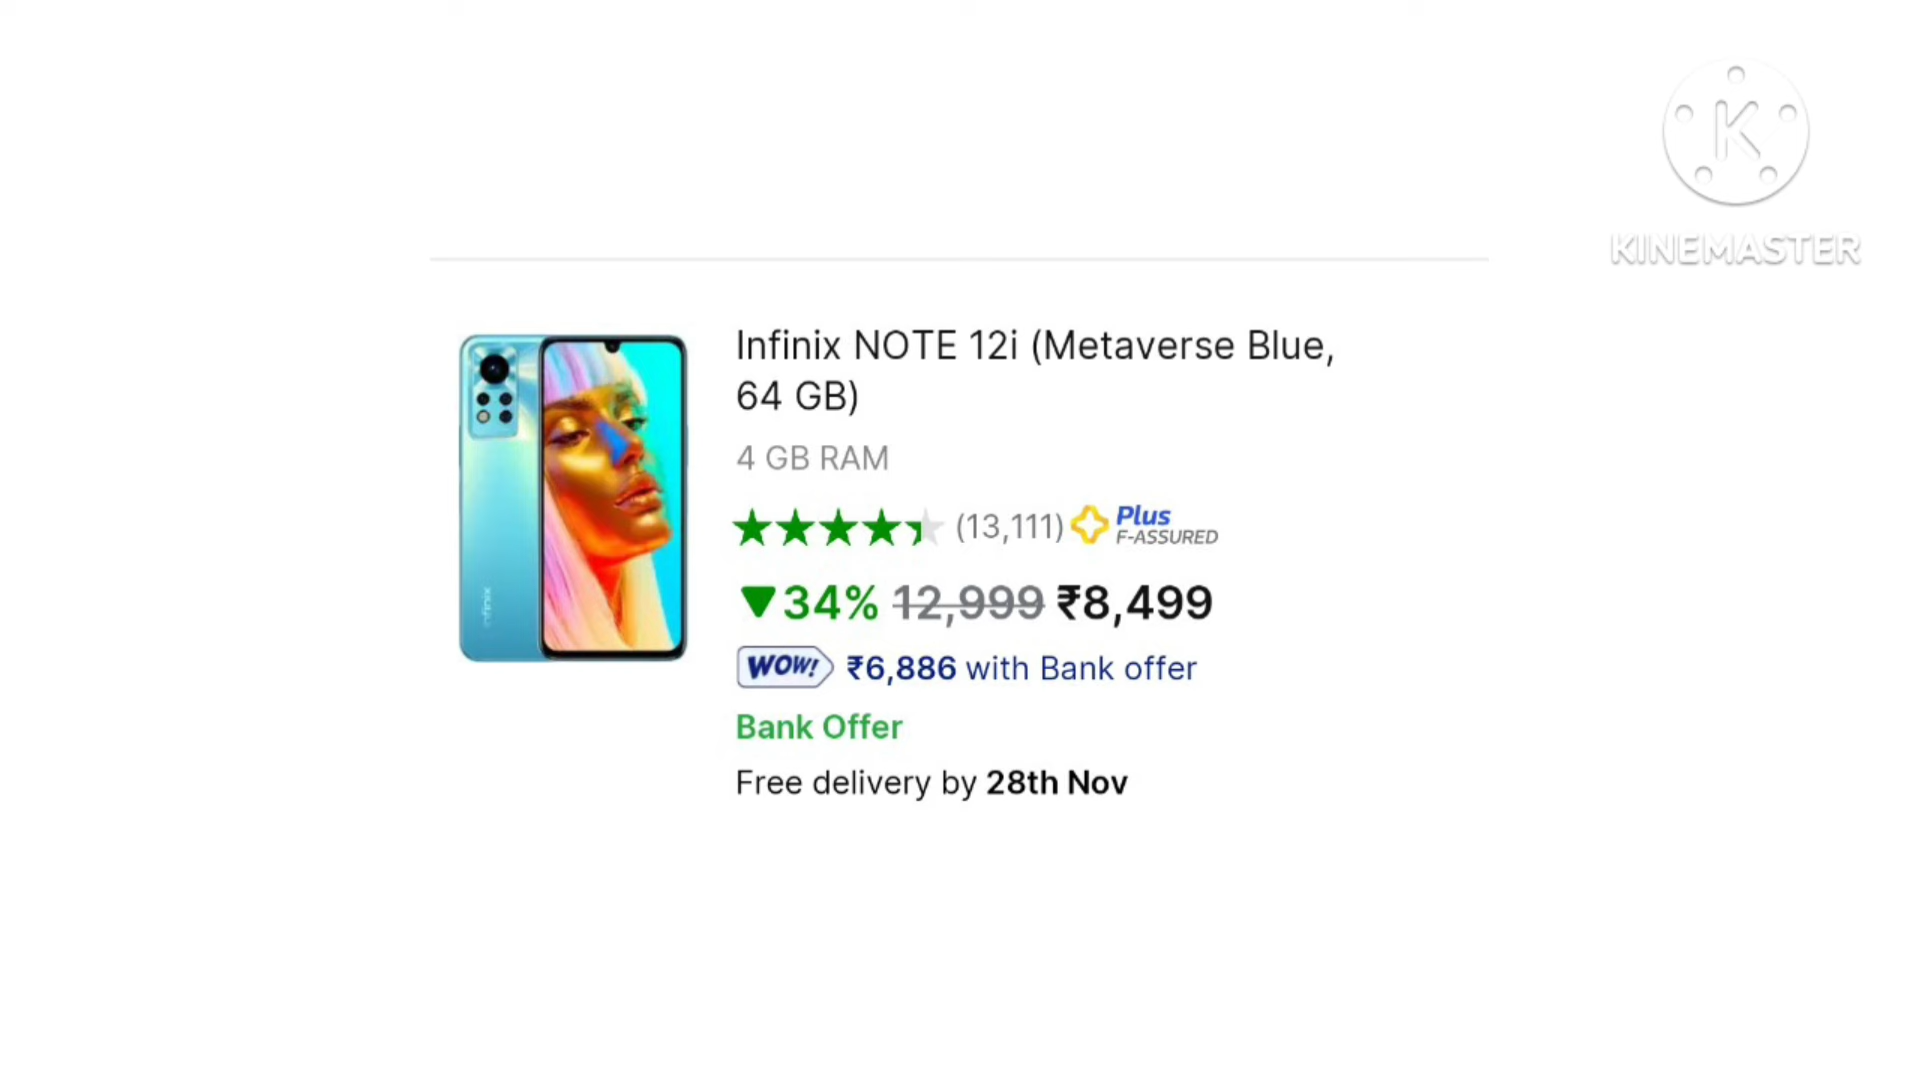 K
KINEMASTER
Infinix NOTE 12i (Metaverse Blue,
64 GB)
4 GB RAM
(13,111) Plus
F-ASSURED
34% 12,999 ₹8,499
WOW! ₹6,886 with Bank offer
Bank Offer
Free delivery by 28th Nov
Infinix